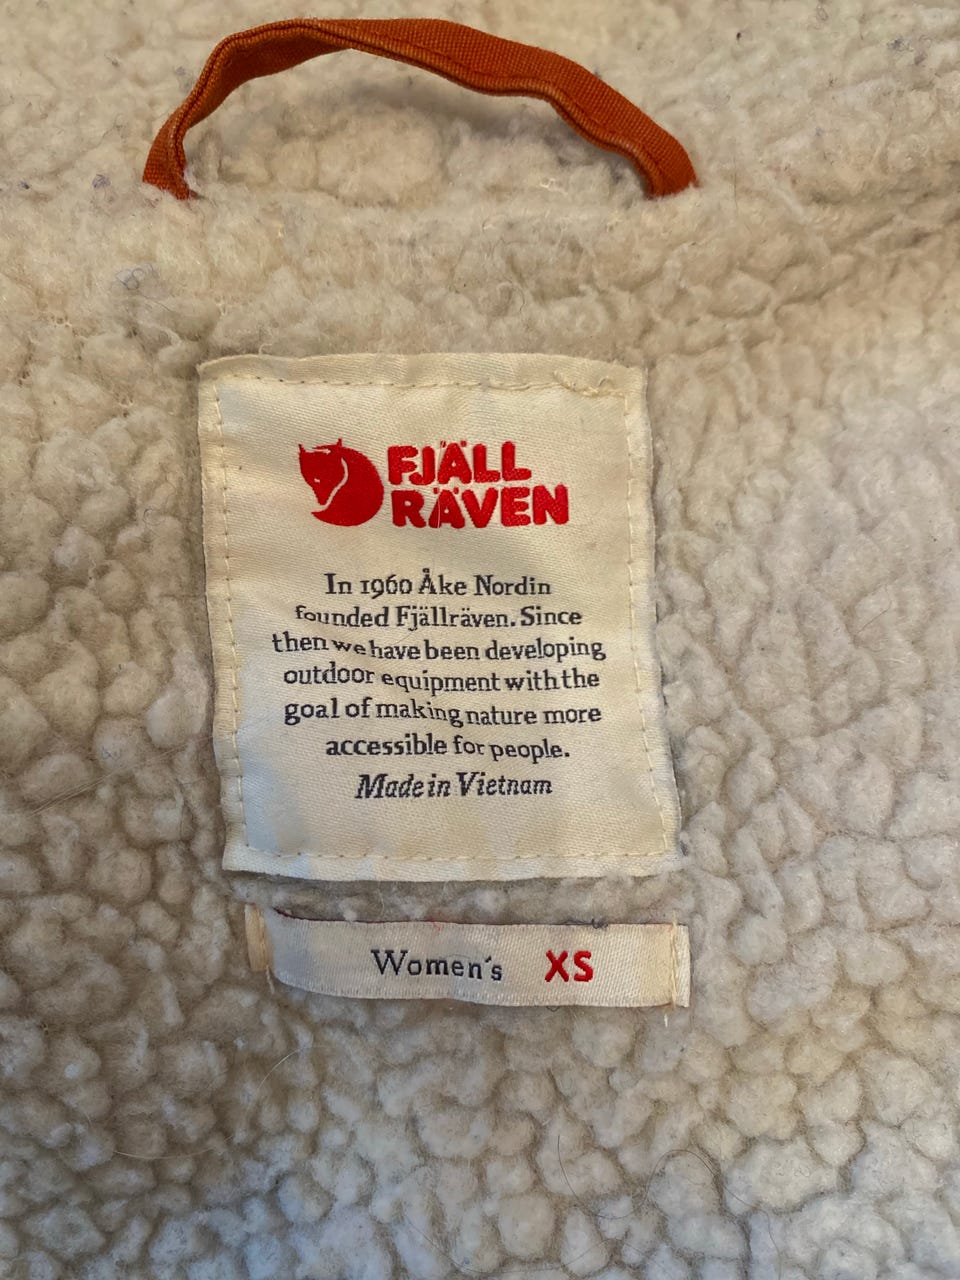 FJÄLL
RÄVEN
In 1960 Åke Nordin
founded Fjällräven. Since
then we have been developing
outdoor equipment with the
goal of making nature more
accessible for people.
Made in Vietnam
Women's XS